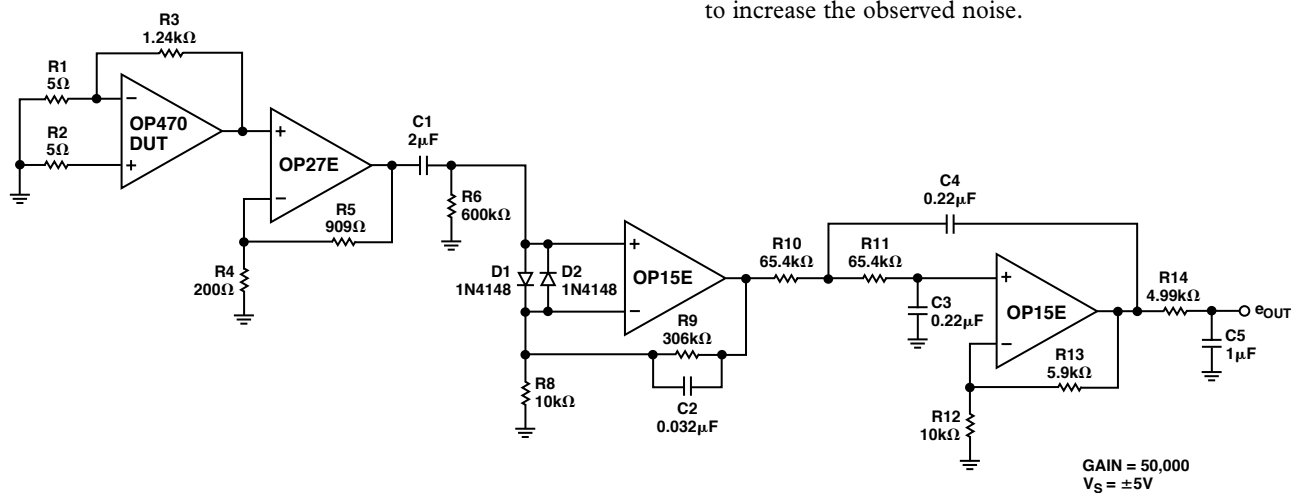 to increase the observed noise.
R3
1.24kΩ
R1
5Ω
R2
5Ω
−
+
OP470
DUT
+
−
OP27E
R5
909Ω
R4
200Ω
C1
2μF
R6
600kΩ
D1
1N4148
D2
1N4148
+
−
OP15E
R9
306kΩ
C2
0.032μF
R8
10kΩ
R10
65.4kΩ
R11
65.4kΩ
C4
0.22μF
C3
0.22μF
+
−
OP15E
R13
5.9kΩ
R12
10kΩ
R14
4.99kΩ
eOUT
C5
1μF
GAIN = 50,000
VS = ±5V